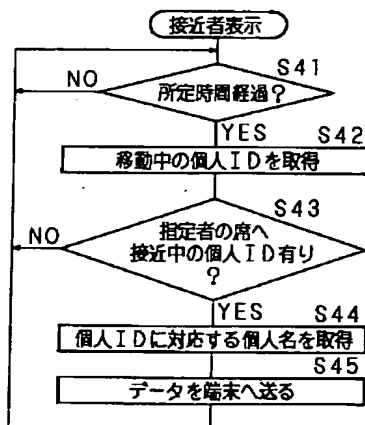 接近者表示
S41
NO
所定時間経過?
YES
S42
移動中の個人IDを取得
S43
NO
指定者の席へ
接近中の個人ID有り
?
YES
S44
個人IDに対応する個人名を取得
S45
データを端末へ送る